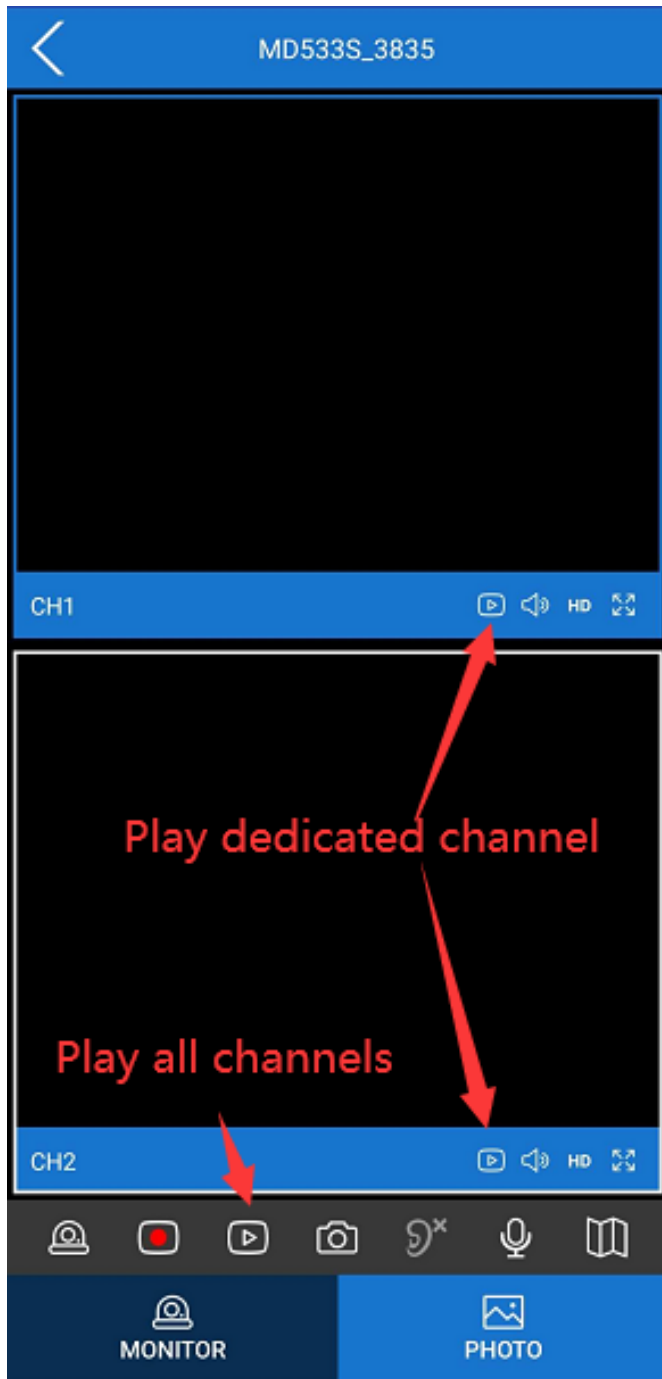 MD533S_3835
CH1 HD
Play dedicated channel
Play all channels
CH2 HD
MONITOR PHOTO